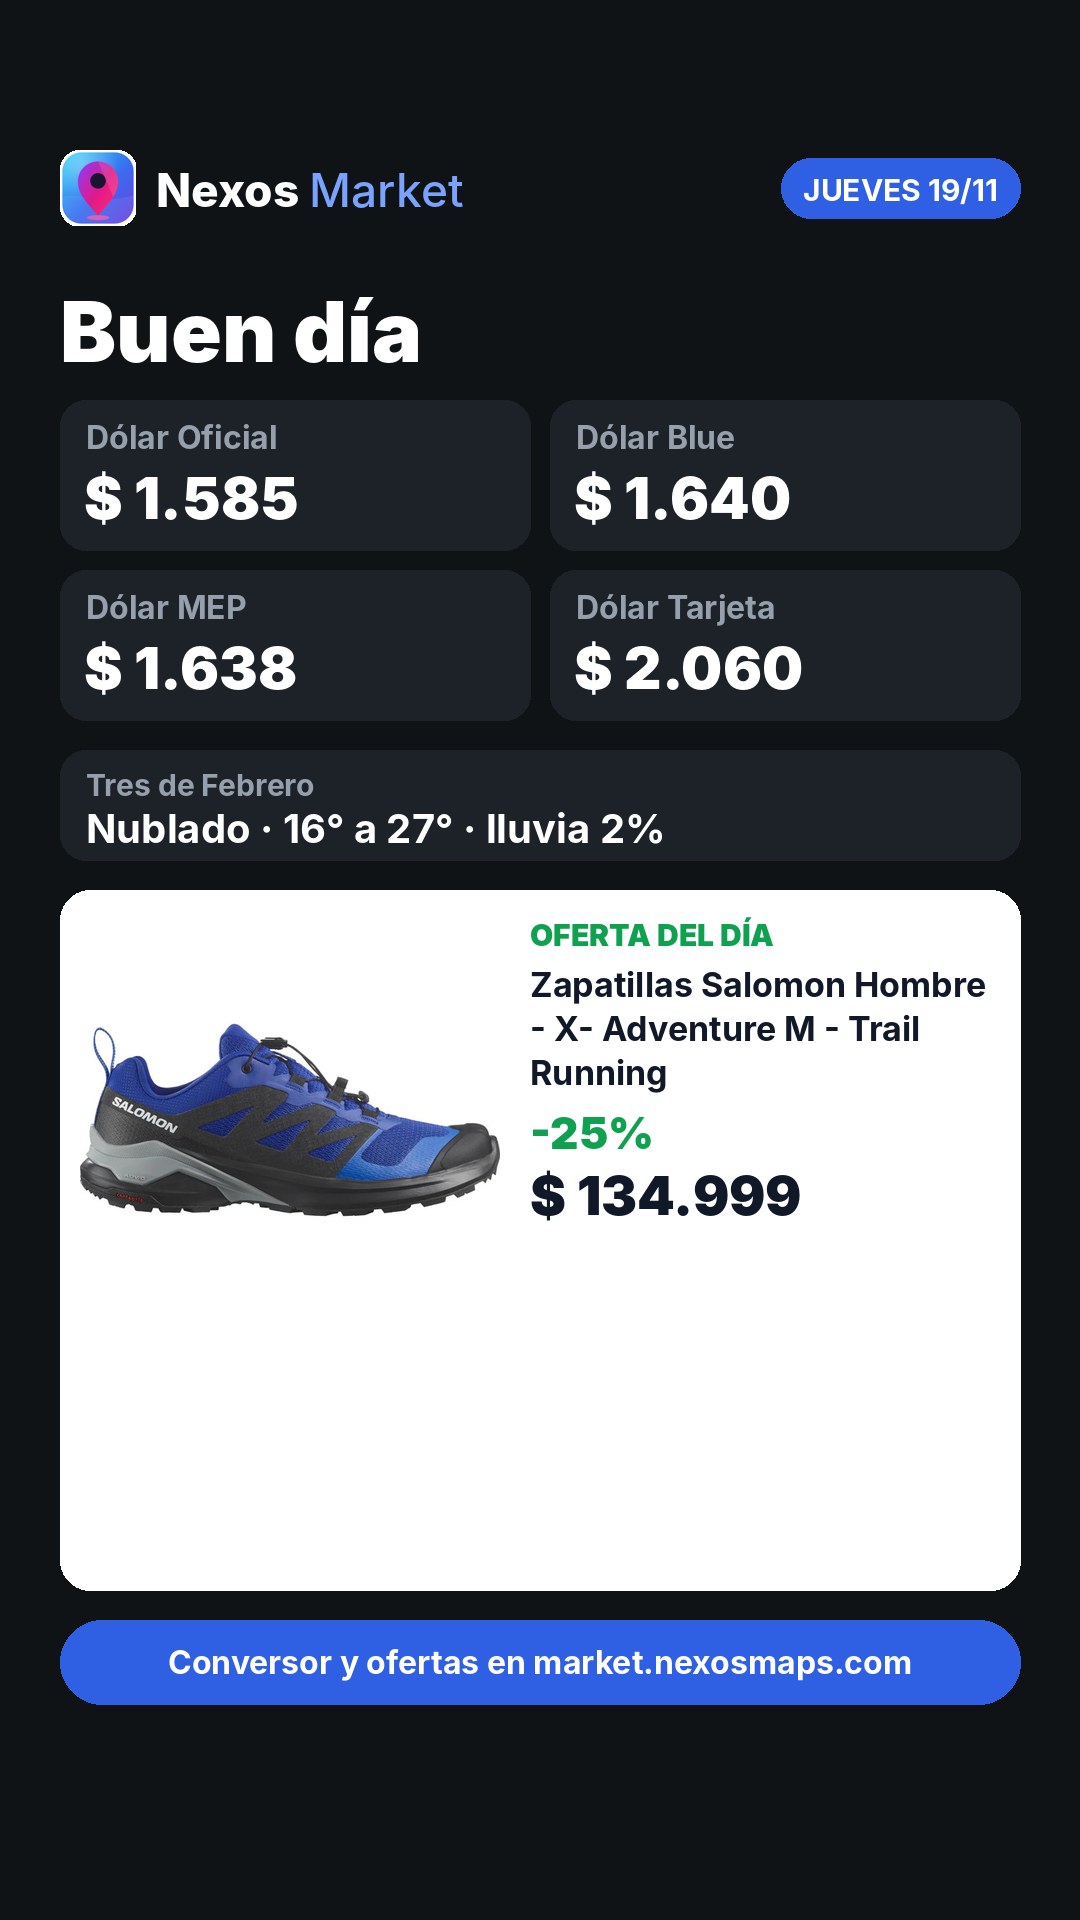 Nexos Market
JUEVES 19/11
Buen día
Dólar Oficial
$ 1.585
Dólar Blue
$ 1.640
Dólar MEP
$ 1.638
Dólar Tarjeta
$ 2.060
Tres de Febrero
Nublado · 16° a 27° · lluvia 2%
OFERTA DEL DÍA
Zapatillas Salomon Hombre
- X- Adventure M - Trail
Running
-25%
$ 134.999
SALOMON
Conversor y ofertas en market.nexosmaps.com